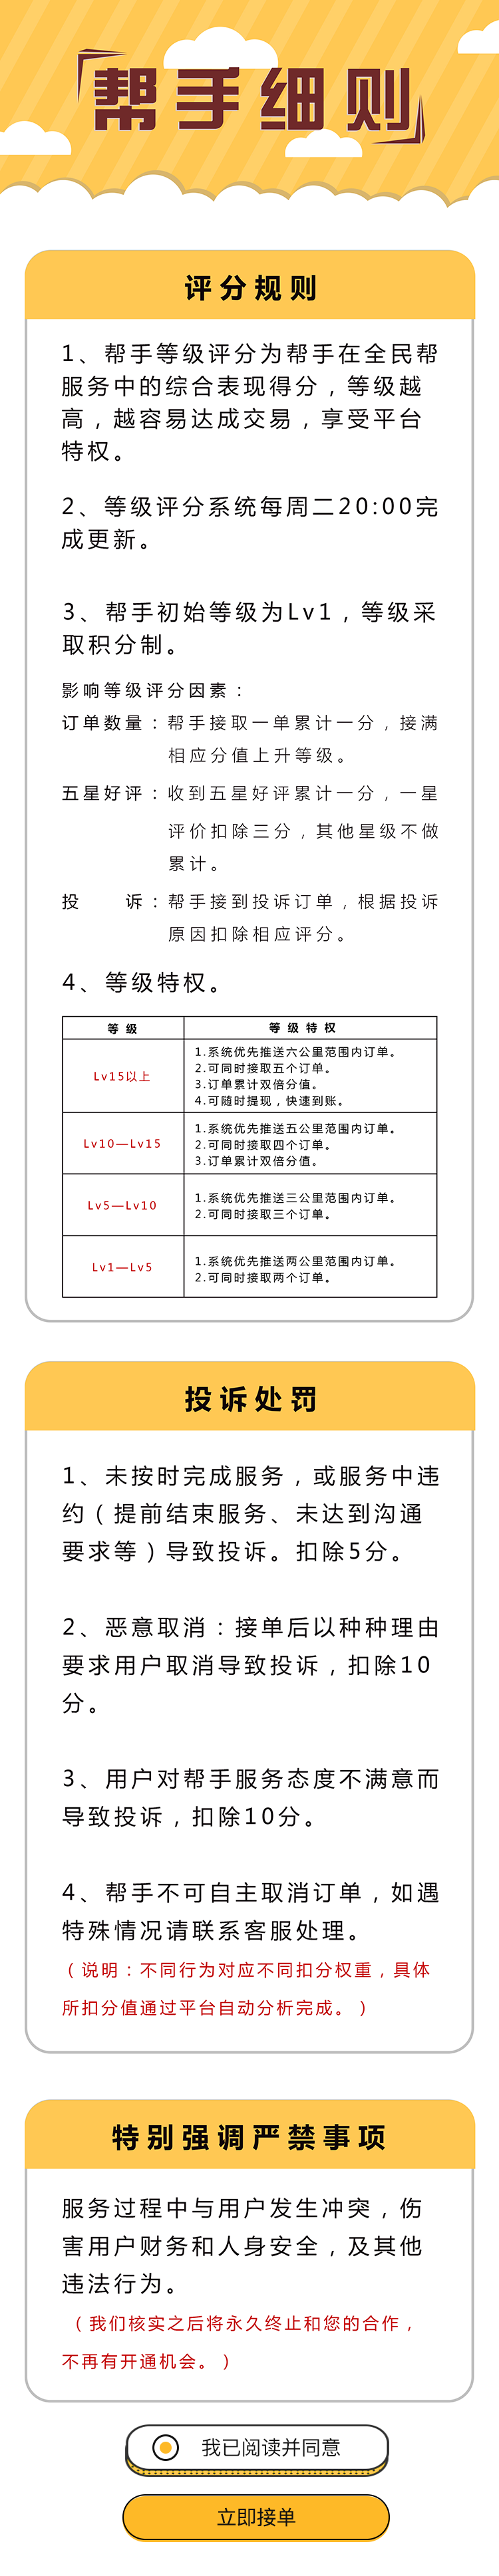 帮手细则
评分规则
1、帮手等级评分为帮手在全民帮
服务中的综合表现得分，等级越
高，越容易达成交易，享受平台
特权。
2、等级评分系统每周二20:00完
成更新。
3、帮手初始等级为Lv1，等级采
取积分制。
影响等级评分因素：
订单数量：帮手接取一单累计一分，接满
相应分值上升等级。
五星好评：收到五星好评累计一分，一星
评价扣除三分，其他星级不做
累计。
投 诉：帮手接到投诉订单，根据投诉
原因扣除相应评分。
4、等级特权。
等级 等级特权
Lv15以上
1.系统优先推送六公里范围内订单。
2.可同时接取五个订单。
3.订单累计双倍分值。
4.可随时提现，快速到账。
Lv10—Lv15
1.系统优先推送五公里范围内订单。
2.可同时接取四个订单。
3.订单累计双倍分值。
Lv5—Lv10
1.系统优先推送三公里范围内订单。
2.可同时接取三个订单。
Lv1—Lv5
1.系统优先推送两公里范围内订单。
2.可同时接取两个订单。
投诉处罚
1、未按时完成服务，或服务中违
约（提前结束服务、未达到沟通
要求等）导致投诉。扣除5分。
2、恶意取消：接单后以种种理由
要求用户取消导致投诉，扣除10
分。
3、用户对帮手服务态度不满意而
导致投诉，扣除10分。
4、帮手不可自主取消订单，如遇
特殊情况请联系客服处理。
（说明：不同行为对应不同扣分权重，具体
所扣分值通过平台自动分析完成。）
特别强调严禁事项
服务过程中与用户发生冲突，伤
害用户财务和人身安全，及其他
违法行为。
（我们核实之后将永久终止和您的合作，
不再有开通机会。）
我已阅读并同意
立即接单